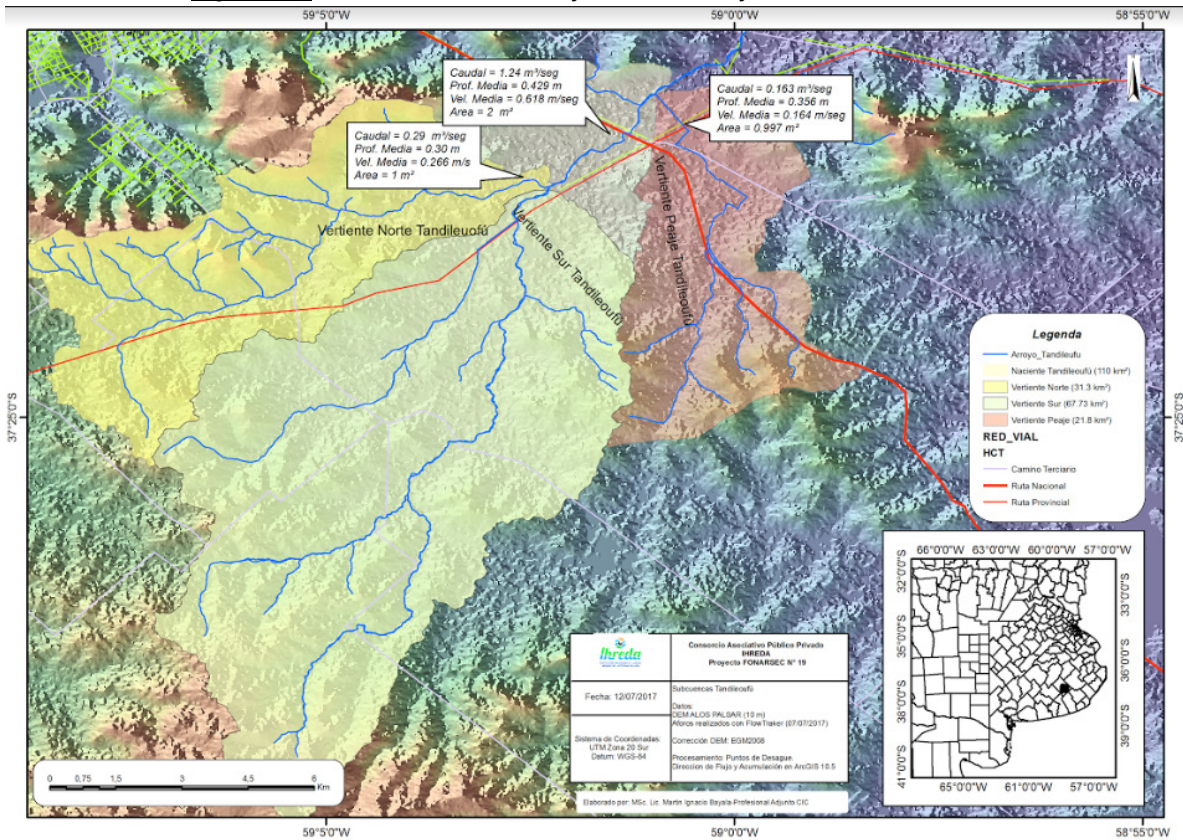 59°5'0"W
59°0'0"W
58°55'0"W
Caudal = 1.24 m³/seg
Prof. Media = 0.429 m
Vel. Media = 0.618 m/seg
Area = 2 m²
Caudal = 0.163 m³/seg
Prof. Media = 0.356 m
Vel. Media = 0.164 m/seg
Area = 0.997 m²
Caudal = 0.29 m³/seg
Prof. Media = 0.30 m
Vel. Media = 0.266 m/s
Area = 1 m²
Vertiente Norte Tandileuofú
Vertiente Sur Tandileoufú
Vertiente Peaje Tandileoufú
37°25'0"S
37°25'0"S
Legenda
Arroyo_Tandileufu
Naciente Tandileoufú (110 km²)
Vertiente Norte (31.3 km²)
Vertiente Sur (67.73 km²)
Vertiente Peaje (21.8 km²)
RED_VIAL
HCT
Camino Terciario
Ruta Nacional
Ruta Provincial
66°0'0"W 63°0'0"W 60°0'0"W 57°0'0"W
32°0'0"S
35°0'0"S
38°0'0"S
41°0'0"S
33°0'0"S
36°0'0"S
39°0'0"S
65°0'0"W 61°0'0"W 57°0'0"W
Ihreda
Consorcio Asociativo Público Privado
IHREDA
Proyecto FONARSEC N° 19
Fecha: 12/07/2017
Sistema de Coordenadas:
UTM Zona 20 Sur
Datum: WGS-84
Subcuencas Tandileoufú
Datos:
DEM ALOS PALSAR (10 m)
Aforos realizados con FlowTraker (07/07/2017)
Corrección DEM: EGM2008
Procesamiento: Puntos de Desague.
Direccion de Flujo y Acumulación en ArcGIS 10.5
Elaborado por: MSc. Lic. Martín Ignacio Bayala-Profesional Adjunto CIC
0 0,75 1,5 3 4,5 6
Km
59°5'0"W
59°0'0"W
58°55'0"W